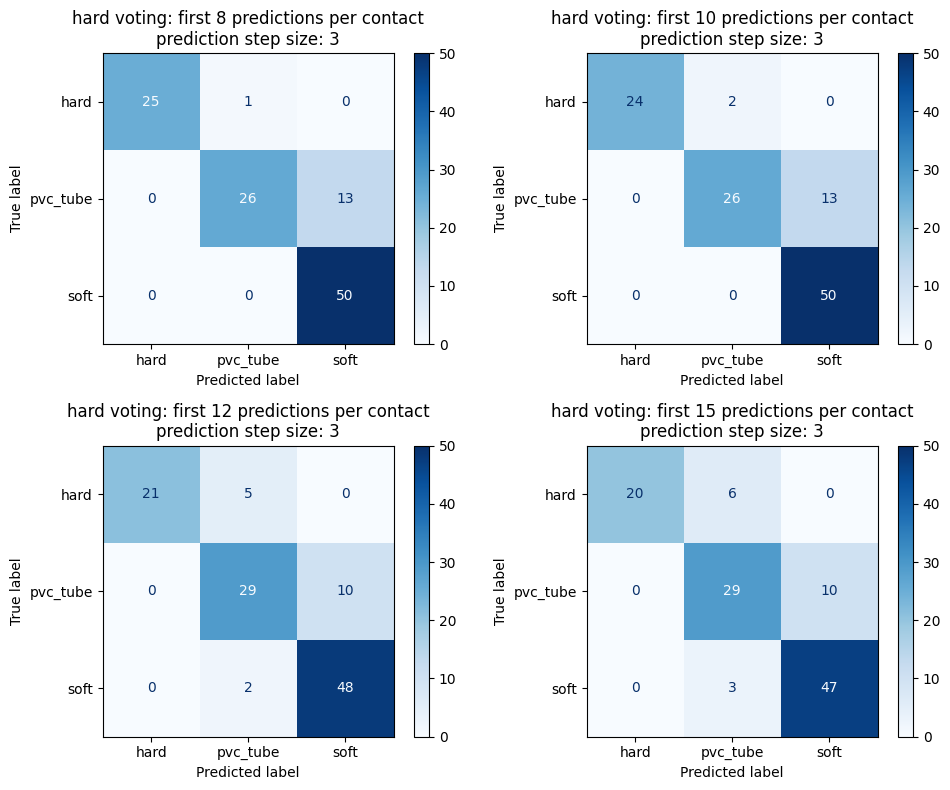 hard voting: first 8 predictions per contact
prediction step size: 3
50
hard 25 1 0
40
30
True label
pvc_tube 0 26 13
20
10
soft 0 0 50
0
hard pvc_tube soft
Predicted label
hard voting: first 10 predictions per contact
prediction step size: 3
50
hard 24 2 0
40
30
True label
pvc_tube 0 26 13
20
10
soft 0 0 50
0
hard pvc_tube soft
Predicted label
hard voting: first 12 predictions per contact
prediction step size: 3
50
hard 21 5 0
40
30
True label
pvc_tube 0 29 10
20
10
soft 0 2 48
0
hard pvc_tube soft
Predicted label
hard voting: first 15 predictions per contact
prediction step size: 3
50
hard 20 6 0
40
30
True label
pvc_tube 0 29 10
20
10
soft 0 3 47
0
hard pvc_tube soft
Predicted label